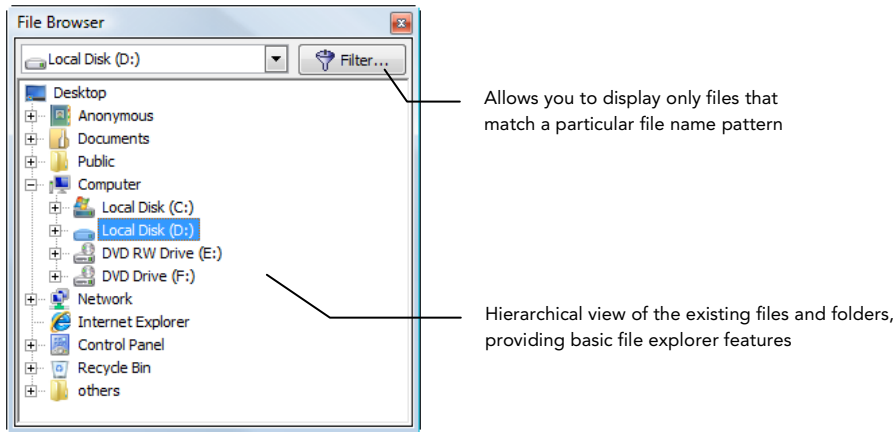 File Browser
Local Disk (D:)
Filter...
Desktop
Anonymous
Documents
Public
Computer
Local Disk (C:)
Local Disk (D:)
DVD RW Drive (E:)
DVD Drive (F:)
Network
Internet Explorer
Control Panel
Recycle Bin
others
Allows you to display only files that
match a particular file name pattern
Hierarchical view of the existing files and folders,
providing basic file explorer features